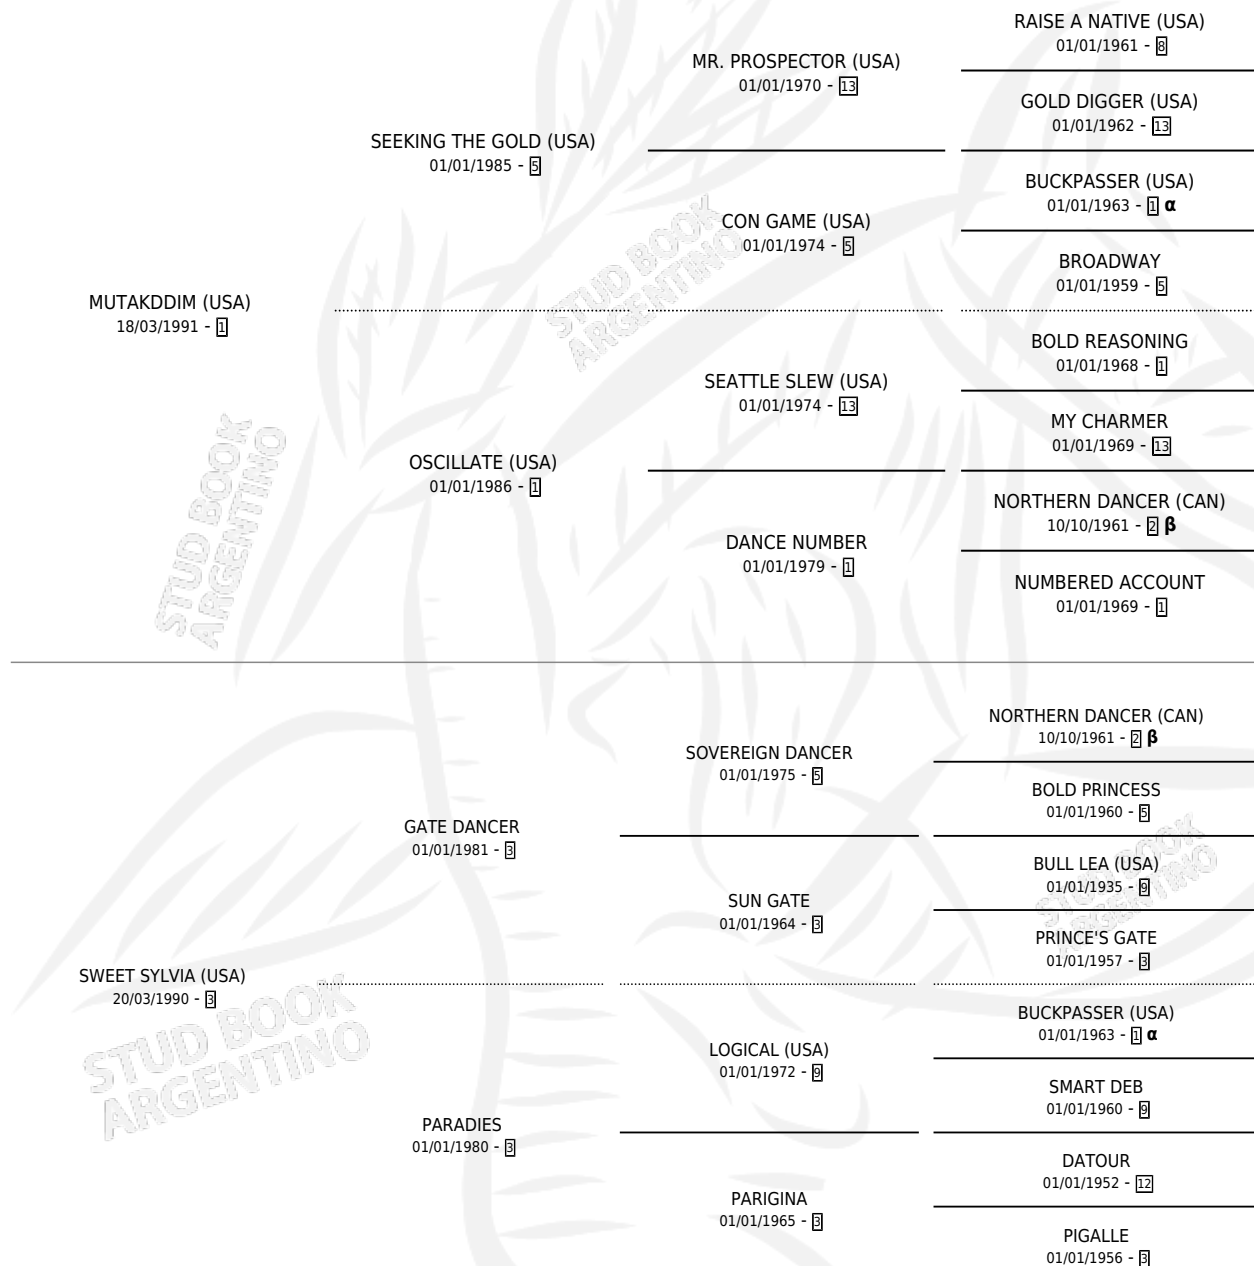 RAISE A NATIVE (USA)
01/01/1961 - 8
MR. PROSPECTOR (USA)
01/01/1970 - 13
GOLD DIGGER (USA)
01/01/1962 - 13
SEEKING THE GOLD (USA)
01/01/1985 - 5
BUCKPASSER (USA)
01/01/1963 - 1 α
CON GAME (USA)
01/01/1974 - 5
BROADWAY
01/01/1959 - 5
MUTAKDDIM (USA)
18/03/1991 - 1
BOLD REASONING
01/01/1968 - 1
SEATTLE SLEW (USA)
01/01/1974 - 13
MY CHARMER
01/01/1969 - 13
OSCILLATE (USA)
01/01/1986 - 1
NORTHERN DANCER (CAN)
10/10/1961 - 2 β
DANCE NUMBER
01/01/1979 - 1
NUMBERED ACCOUNT
01/01/1969 - 1
NORTHERN DANCER (CAN)
10/10/1961 - 2 β
SOVEREIGN DANCER
01/01/1975 - 5
BOLD PRINCESS
01/01/1960 - 5
GATE DANCER
01/01/1981 - 3
BULL LEA (USA)
01/01/1935 - 9
SUN GATE
01/01/1964 - 3
PRINCE'S GATE
01/01/1957 - 3
SWEET SYLVIA (USA)
20/03/1990 - 3
BUCKPASSER (USA)
01/01/1963 - 1 α
LOGICAL (USA)
01/01/1972 - 9
SMART DEB
01/01/1960 - 9
PARADIES
01/01/1980 - 3
DATOUR
01/01/1952 - 12
PARIGINA
01/01/1965 - 3
PIGALLE
01/01/1956 - 3
STUD BOOK
ARGENTINO
STUD BOOK
ARGENTINO
STUD BOOK
ARGENTINO
STUD BOOK
ARGENTINO